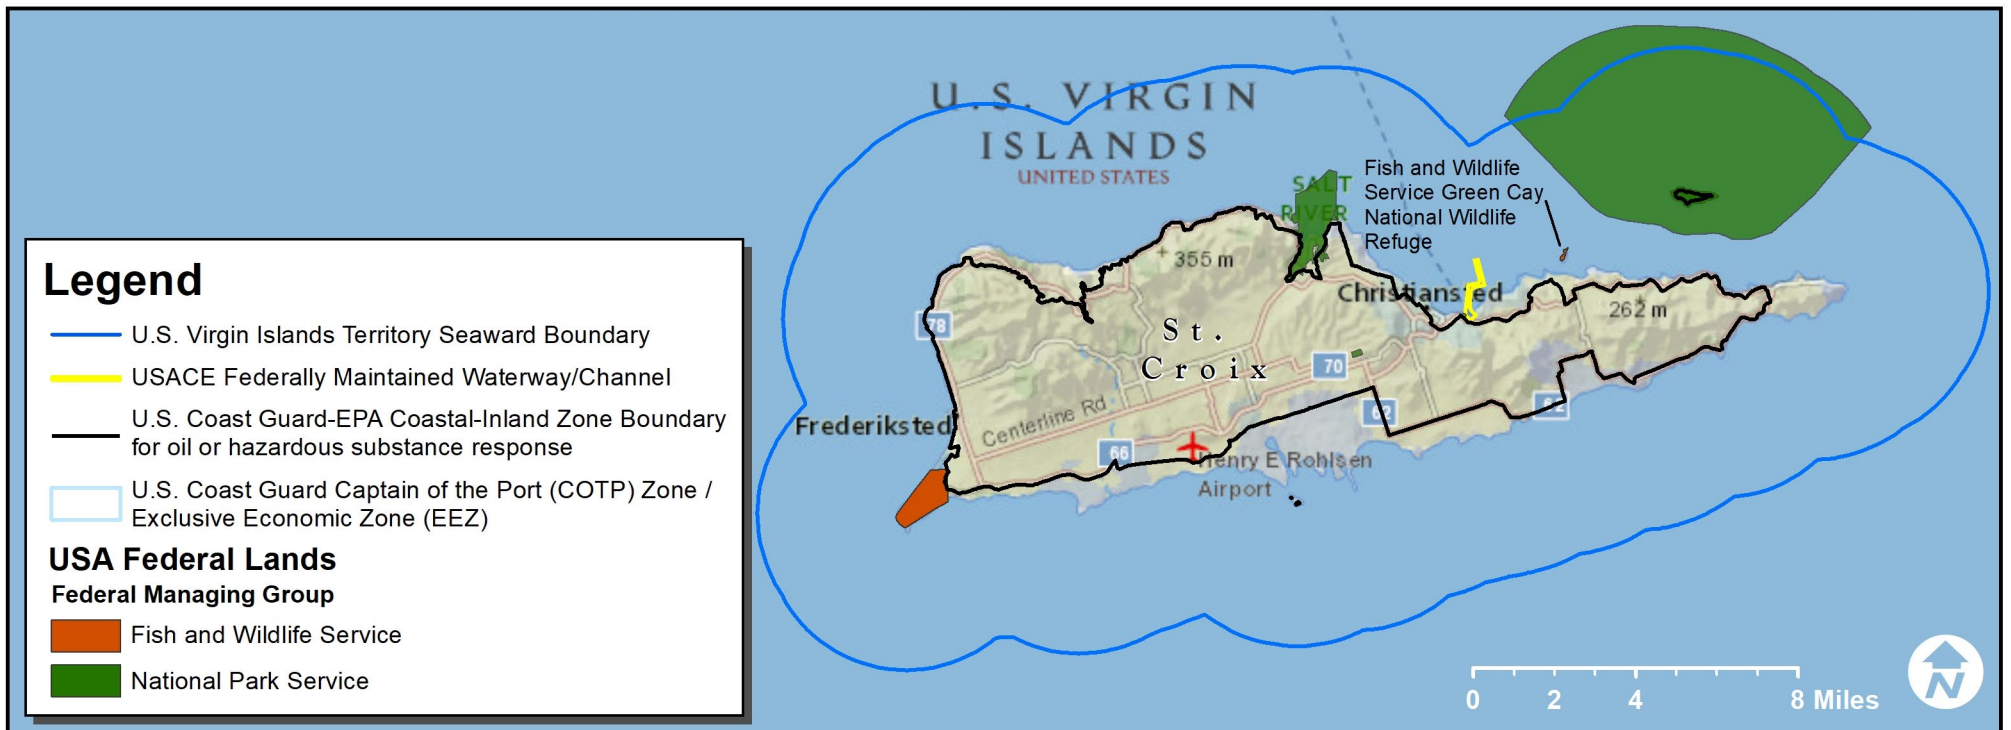 U.S. VIRGIN
ISLANDS
UNITED STATES
SALT
RIVER
Fish and Wildlife
Service Green Cay
National Wildlife
Refuge
355 m
Christiansted
262 m
78
St.
Croix
70
62
62
Frederiksted
Centerline Rd
66
Henry E Rohlsen
Airport
Legend
U.S. Virgin Islands Territory Seaward Boundary
USACE Federally Maintained Waterway/Channel
U.S. Coast Guard-EPA Coastal-Inland Zone Boundary
for oil or hazardous substance response
U.S. Coast Guard Captain of the Port (COTP) Zone /
Exclusive Economic Zone (EEZ)
USA Federal Lands
Federal Managing Group
Fish and Wildlife Service
National Park Service
0 2 4 8 Miles
N